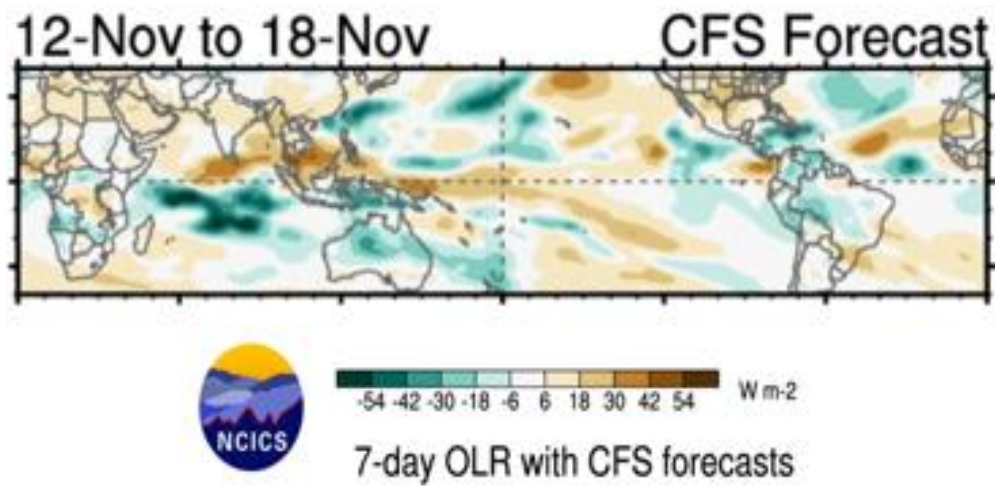 12-Nov to 18-Nov CFS Forecast
NCICS
-54 -42 -30 -18 -6 6 18 30 42 54 W m-2
7-day OLR with CFS forecasts